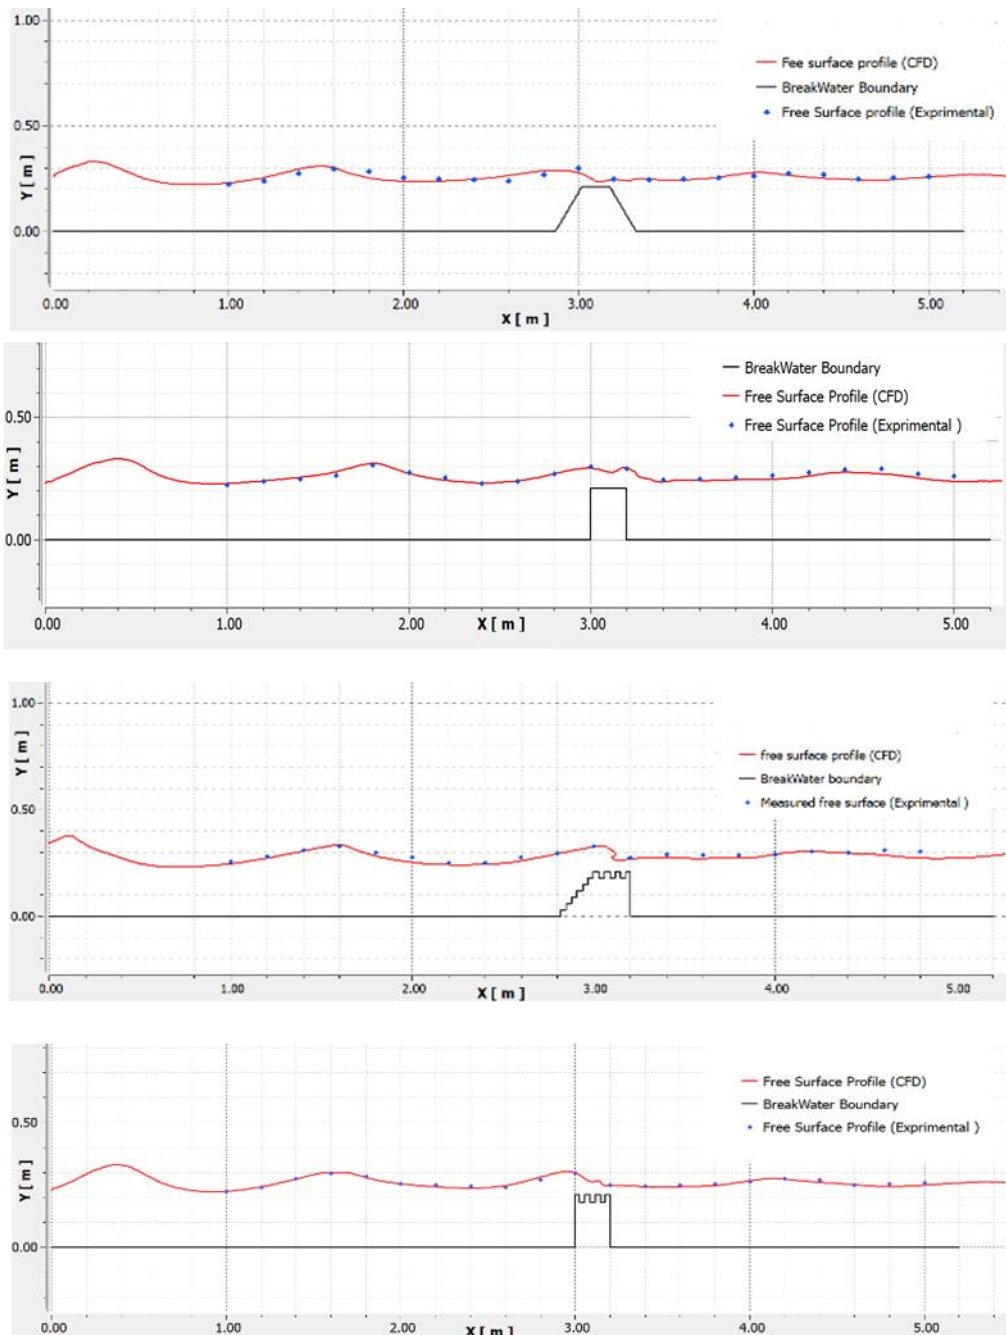 1.00
Fee surface profile (CFD)
BreakWater Boundary
Free Surface profile (Exprimental)
0.50
Y [ m ]
0.00
0.00 1.00 2.00 3.00 4.00 5.00
X [ m ]
BreakWater Boundary
Free Surface Profile (CFD)
Free Surface Profile (Exprimental )
0.50
Y [ m ]
0.00
0.00 1.00 2.00 3.00 4.00 5.00
X [ m ]
1.00
Y [ m ]
free surface profile (CFD)
BreakWater boundary
Measured free surface (Exprimental )
0.50
0.00
0.00 1.00 2.00 3.00 4.00 5.00
X [ m ]
Free Surface Profile (CFD)
BreakWater Boundary
Free Surface Profile (Exprimental )
0.50
Y [ m ]
0.00
0.00 1.00 2.00 3.00 4.00 5.00
X [ m ]